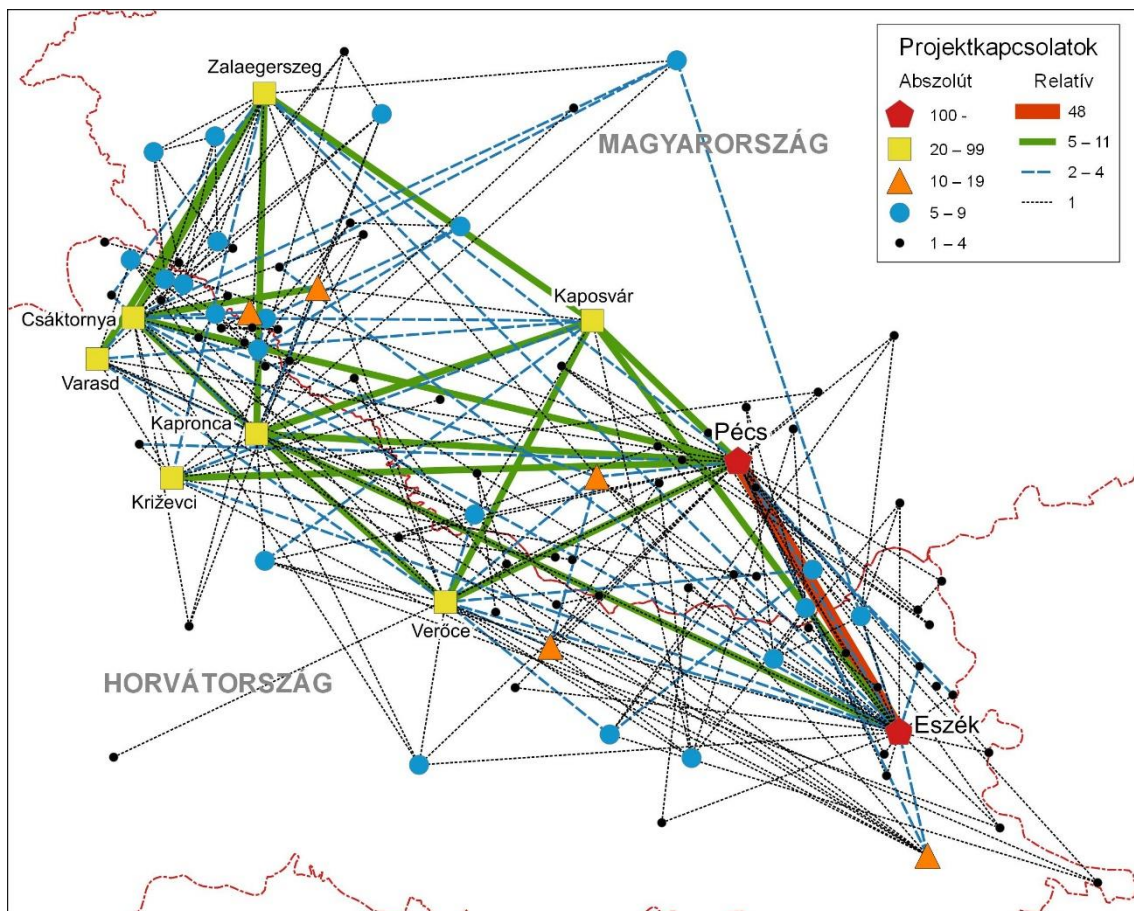 Projektkapcsolatok
Abszolút Relatív
100 - 48
20 – 99 5 – 11
10 – 19 2 – 4
5 – 9 1
1 – 4
Zalaegerszeg
MAGYARORSZÁG
Kaposvár
Csáktornya
Varasd
Kapronca
Pécs
Križevci
Verőce
HORVÁTORSZÁG
Eszék